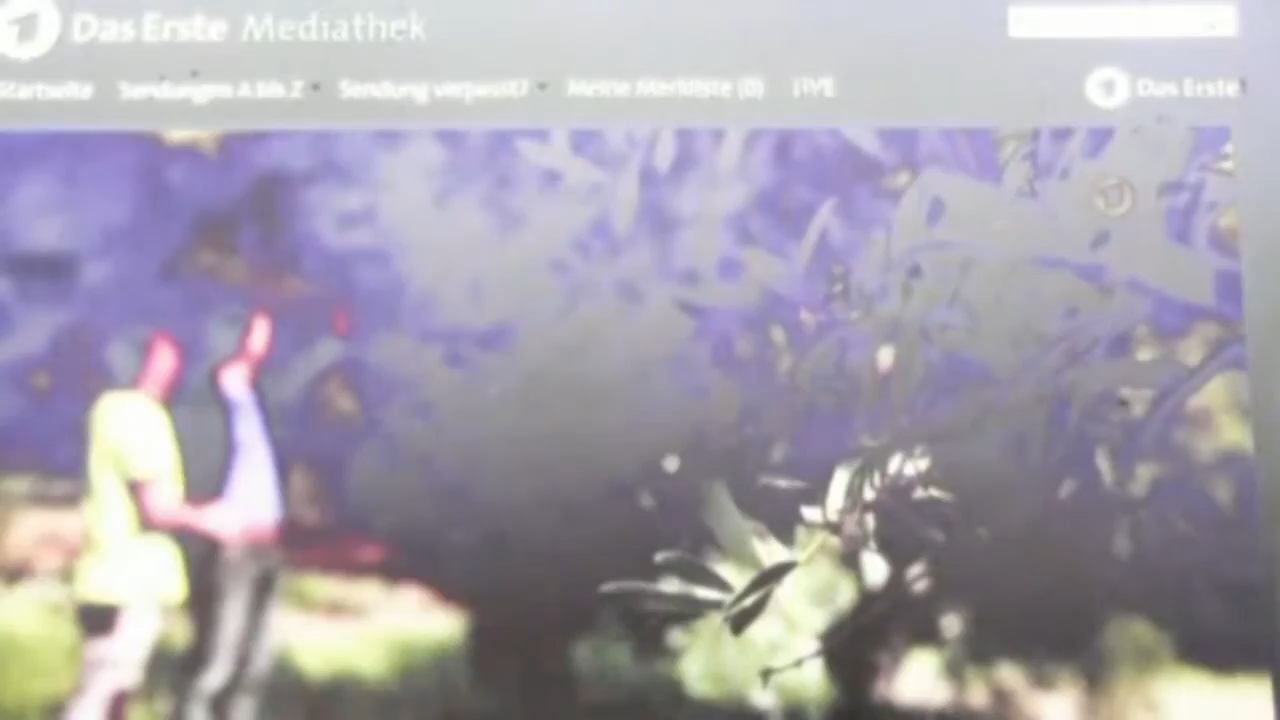 Das Erste Mediathek
Startseite Sendungen A bis Z Sendung verpasst? Meine Merkliste (0) LIVE
Das Erste